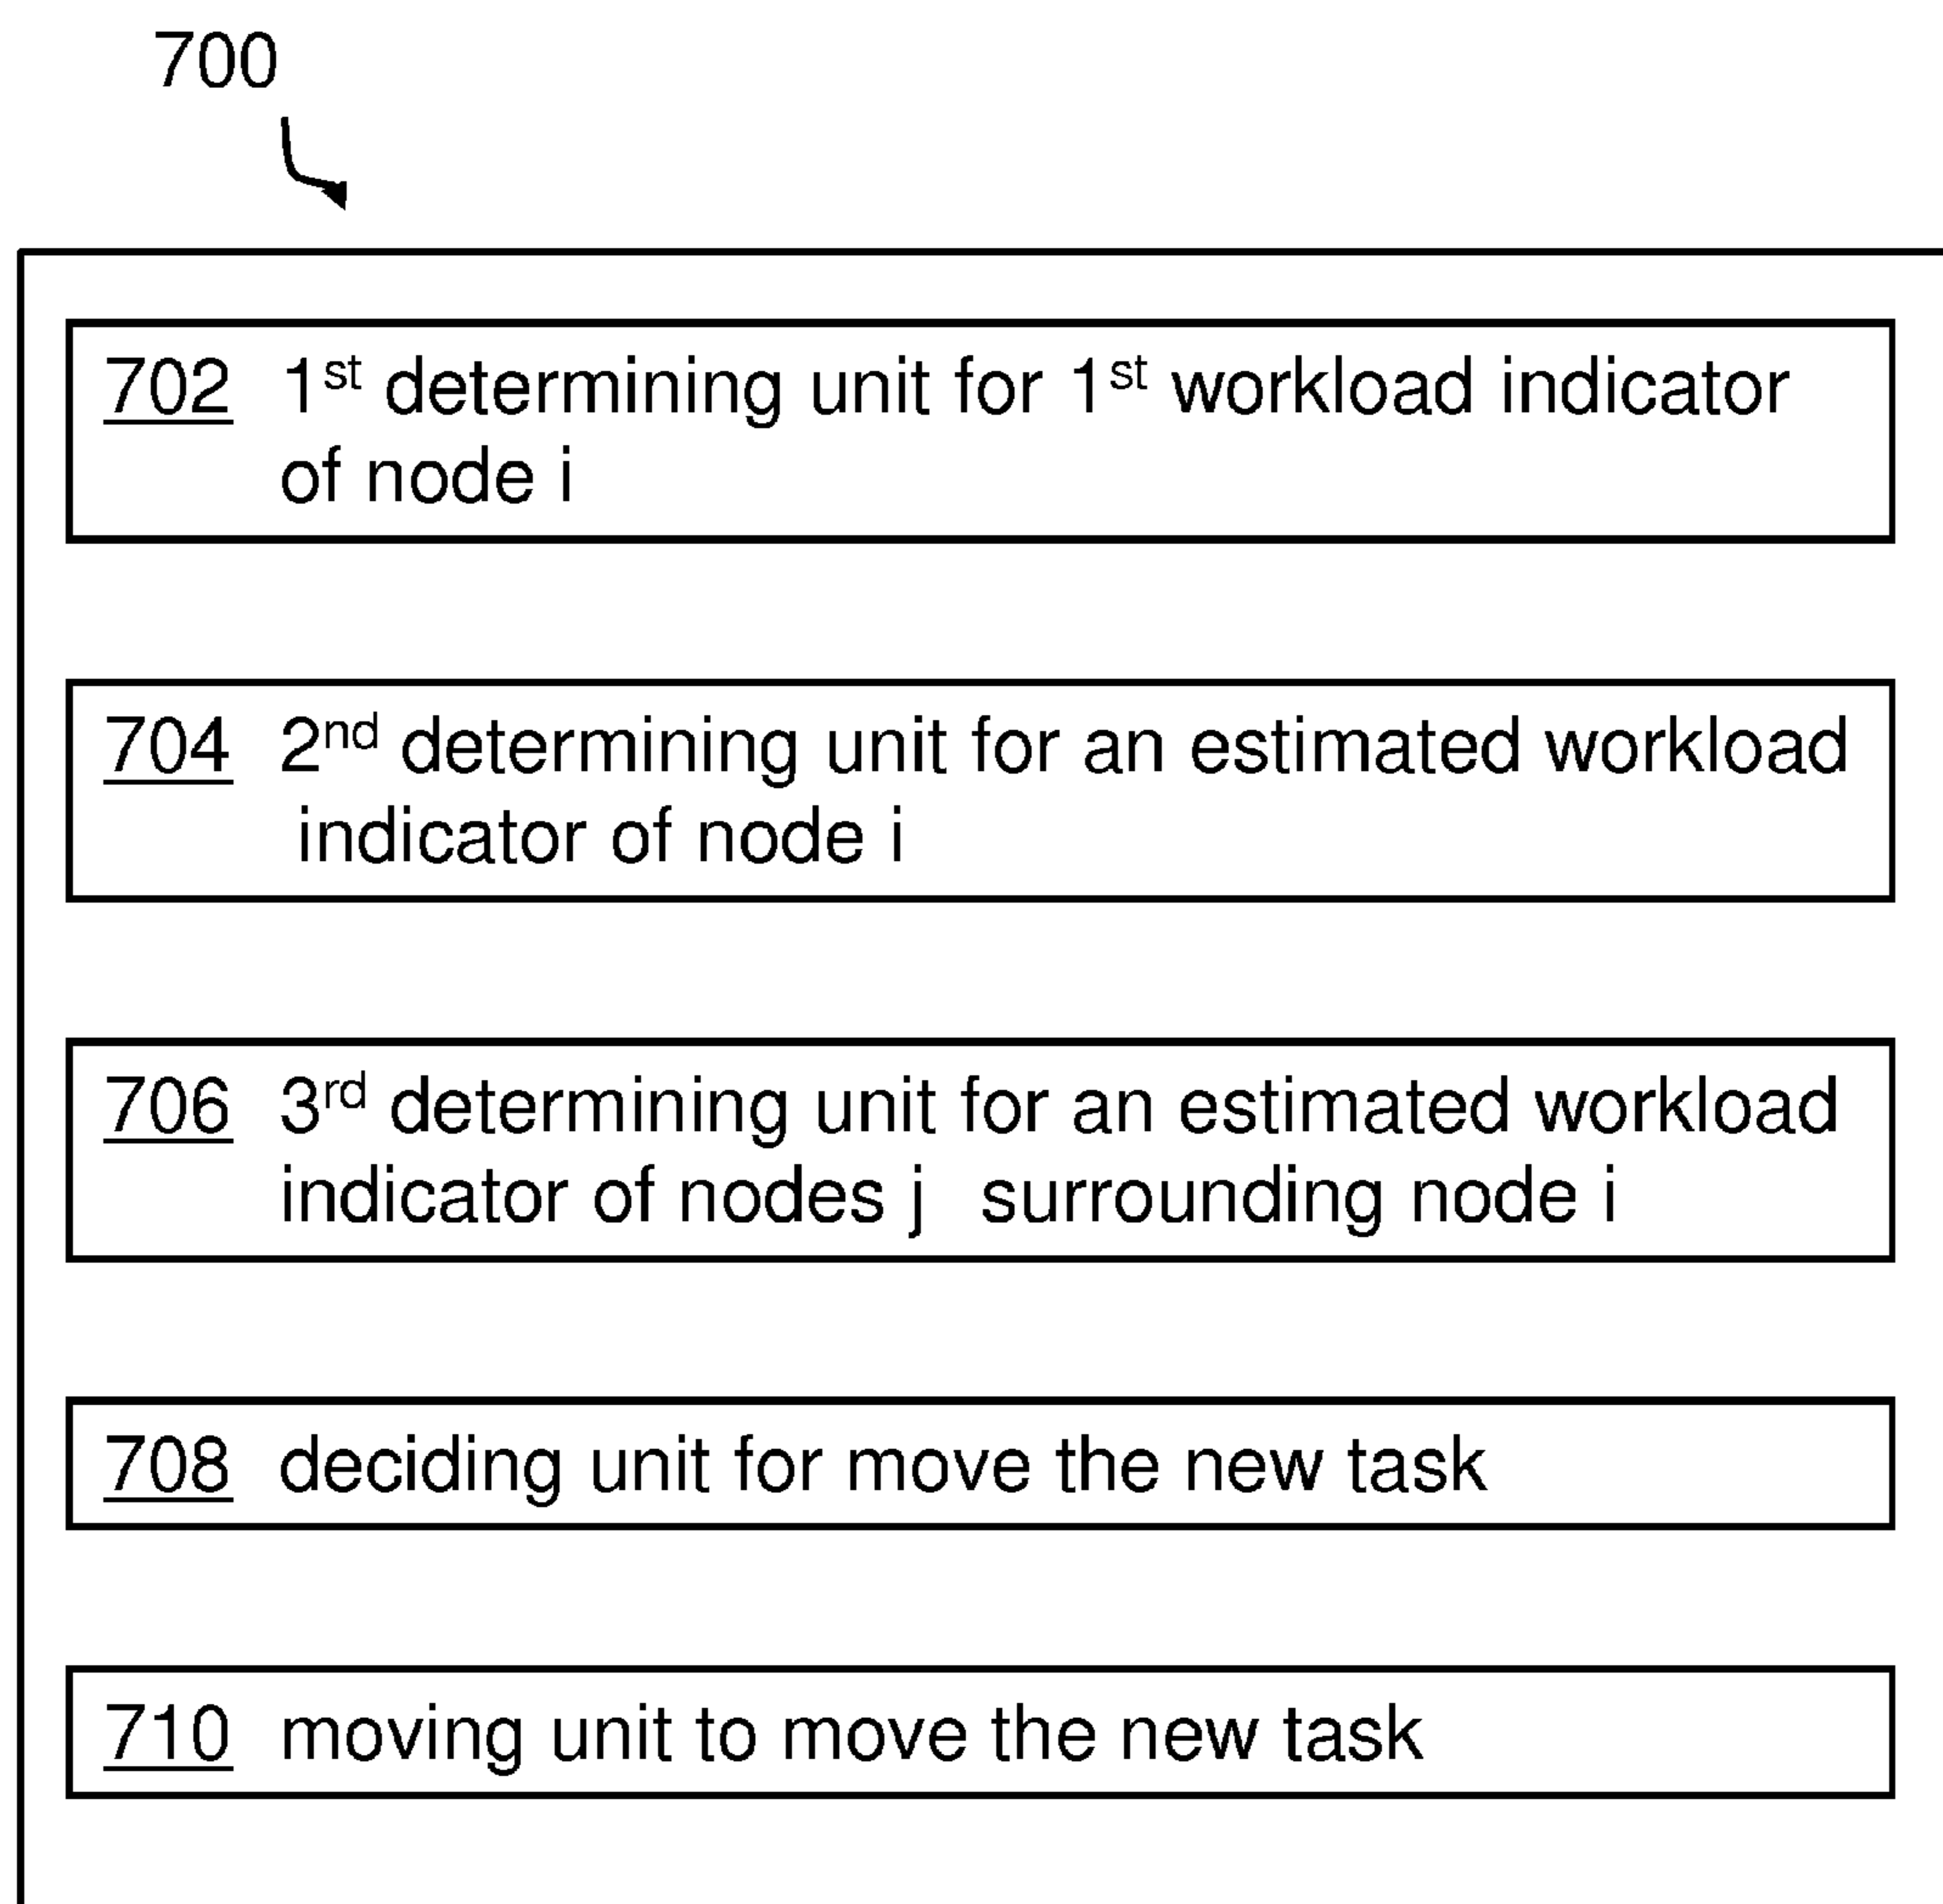 700
702 1st determining unit for 1st workload indicator
of node i
704 2nd determining unit for an estimated workload
indicator of node i
706 3rd determining unit for an estimated workload
indicator of nodes j surrounding node i
708 deciding unit for move the new task
710 moving unit to move the new task